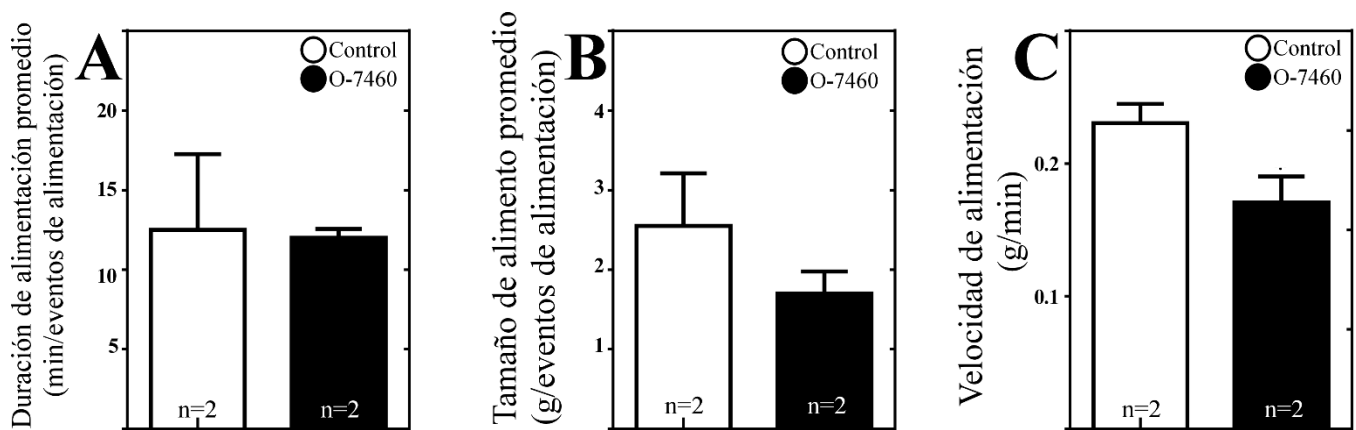 Duración de alimentación promedio
(min/eventos de alimentación)
A
Control
O-7460
20
15
10
5
n=2
n=2
Tamaño de alimento promedio
(g/eventos de alimentación)
B
Control
O-7460
4
3
2
1
n=2
n=2
Velocidad de alimentación
(g/min)
C
Control
O-7460
0.2
0.1
n=2
n=2